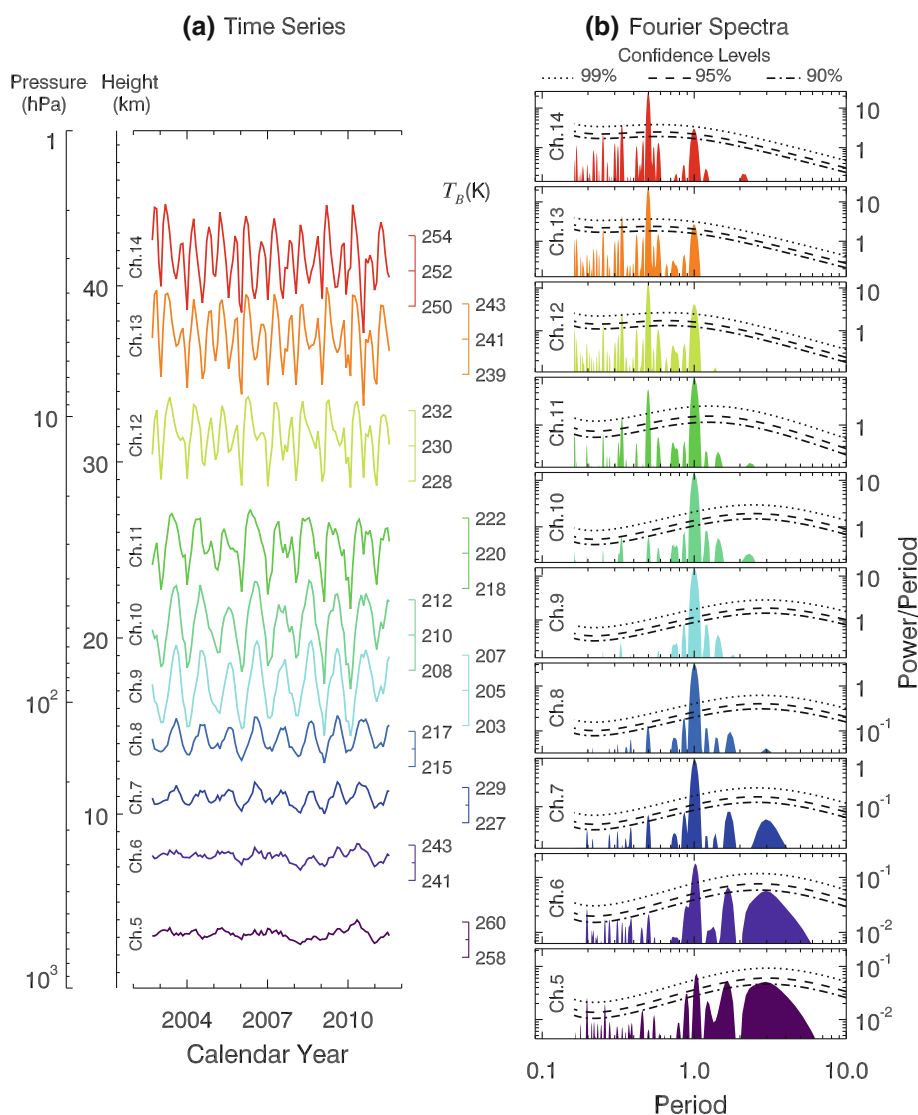 (a) Time Series
(b) Fourier Spectra
Confidence Levels
99% 95% 90%
Pressure
(hPa)
Height
(km)
1
10
10²
10³
40
30
20
10
T_B(K)
Ch.14
254
252
250
Ch.13
243
241
239
Ch.12
232
230
228
Ch.11
222
220
218
Ch.10
212
210
208
Ch.9
207
205
203
Ch.8
217
215
Ch.7
229
227
Ch.6
243
241
Ch.5
260
258
2004 2007 2010
Calendar Year
Ch.14
10
1
Ch.13
10
1
Ch.12
10
1
Ch.11
1
Ch.10
10
1
Ch.9
10
1
Ch.8
1
10⁻¹
Ch.7
1
10⁻¹
Ch.6
10⁻¹
10⁻²
Ch.5
10⁻¹
10⁻²
Power/Period
0.1 1.0 10.0
Period